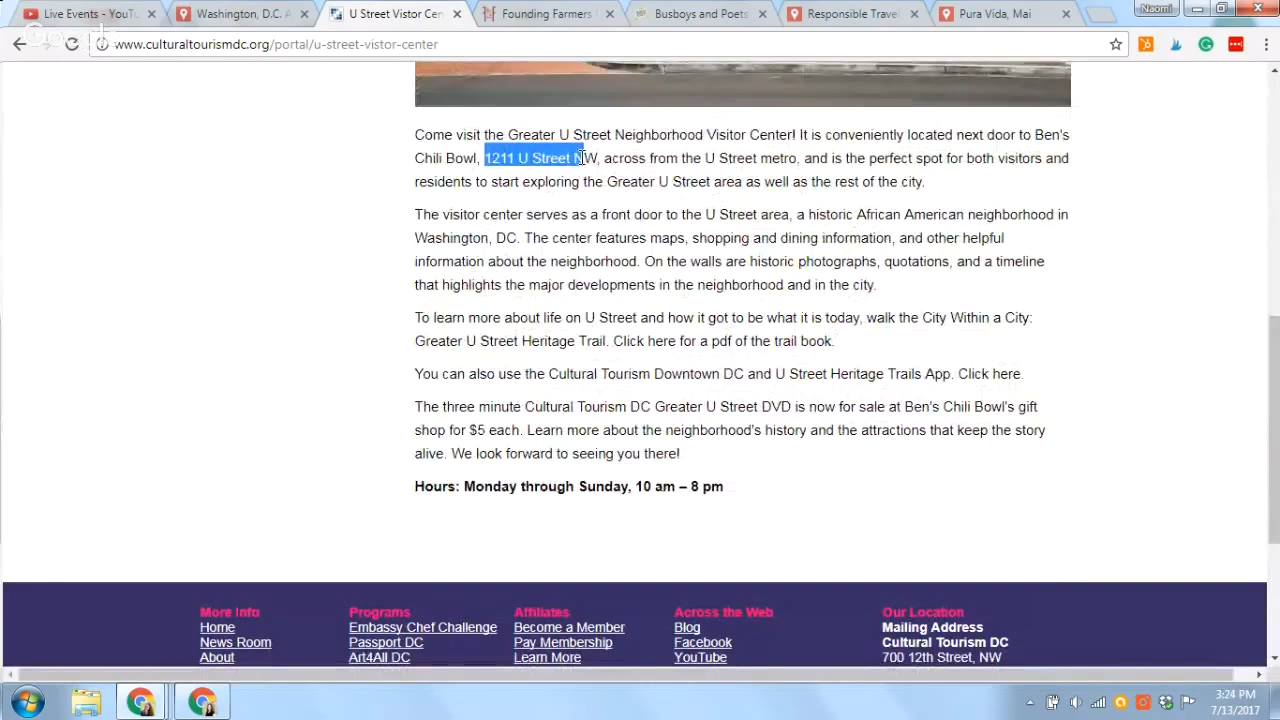 Live Events - YouTu
Washington, D.C. A
U Street Vistor Cen
Founding Farmers
Busboys and Poets
Responsible Travel
Pura Vida, Mai
Naomi
www.culturaltourismdc.org/portal/u-street-vistor-center
Come visit the Greater U Street Neighborhood Visitor Center! It is conveniently located next door to Ben's
Chili Bowl, 1211 U Street NW, across from the U Street metro, and is the perfect spot for both visitors and
residents to start exploring the Greater U Street area as well as the rest of the city.
The visitor center serves as a front door to the U Street area, a historic African American neighborhood in
Washington, DC. The center features maps, shopping and dining information, and other helpful
information about the neighborhood. On the walls are historic photographs, quotations, and a timeline
that highlights the major developments in the neighborhood and in the city.
To learn more about life on U Street and how it got to be what it is today, walk the City Within a City:
Greater U Street Heritage Trail. Click here for a pdf of the trail book.
You can also use the Cultural Tourism Downtown DC and U Street Heritage Trails App. Click here.
The three minute Cultural Tourism DC Greater U Street DVD is now for sale at Ben's Chili Bowl's gift
shop for $5 each. Learn more about the neighborhood's history and the attractions that keep the story
alive. We look forward to seeing you there!
Hours: Monday through Sunday, 10 am – 8 pm
More Info
Home
News Room
About
Programs
Embassy Chef Challenge
Passport DC
Art4All DC
Affiliates
Become a Member
Pay Membership
Learn More
Across the Web
Blog
Facebook
YouTube
Our Location
Mailing Address
Cultural Tourism DC
700 12th Street, NW
3:24 PM
7/13/2017